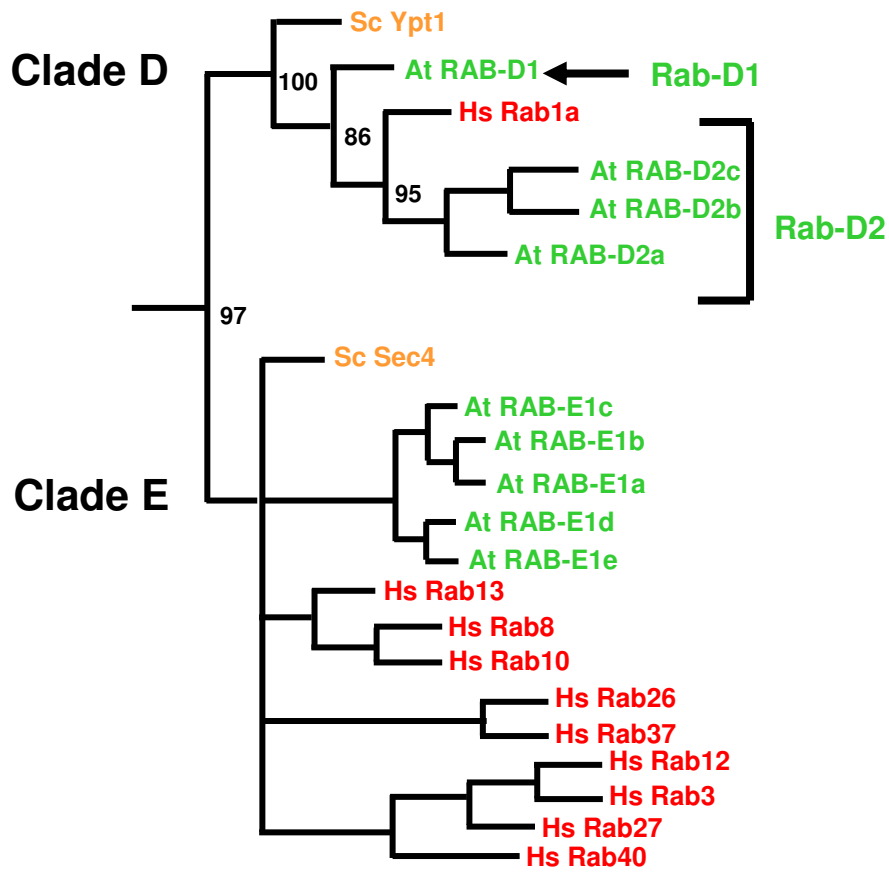 Sc Ypt1
Clade D
At RAB-D1
Rab-D1
100
Hs Rab1a
86
At RAB-D2c
95
At RAB-D2b
Rab-D2
At RAB-D2a
97
Sc Sec4
At RAB-E1c
At RAB-E1b
At RAB-E1a
Clade E
At RAB-E1d
At RAB-E1e
Hs Rab13
Hs Rab8
Hs Rab10
Hs Rab26
Hs Rab37
Hs Rab12
Hs Rab3
Hs Rab27
Hs Rab40